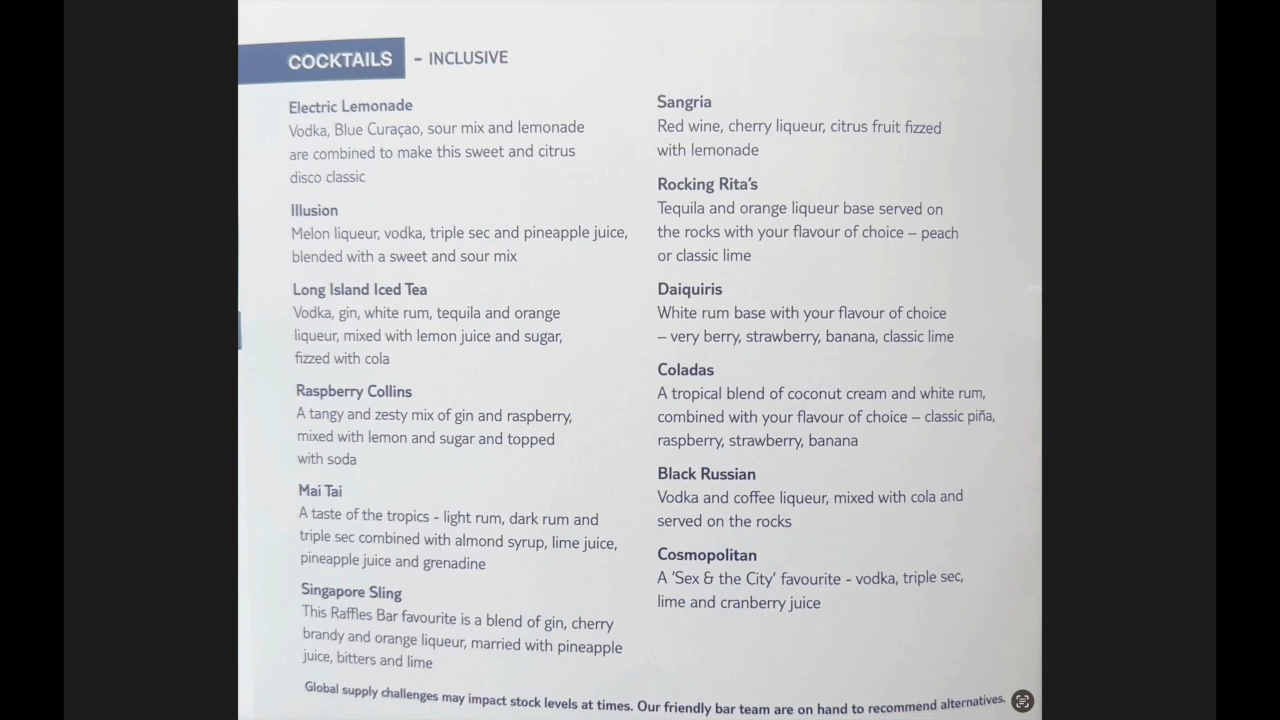 COCKTAILS - INCLUSIVE
Electric Lemonade
Vodka, Blue Curaçao, sour mix and lemonade
are combined to make this sweet and citrus
disco classic
Illusion
Melon liqueur, vodka, triple sec and pineapple juice,
blended with a sweet and sour mix
Long Island Iced Tea
Vodka, gin, white rum, tequila and orange
liqueur, mixed with lemon juice and sugar,
fizzed with cola
Raspberry Collins
A tangy and zesty mix of gin and raspberry,
mixed with lemon and sugar and topped
with soda
Mai Tai
A taste of the tropics - light rum, dark rum and
triple sec combined with almond syrup, lime juice,
pineapple juice and grenadine
Singapore Sling
This Raffles Bar favourite is a blend of gin, cherry
brandy and orange liqueur, married with pineapple
juice, bitters and lime
Sangria
Red wine, cherry liqueur, citrus fruit fizzed
with lemonade
Rocking Rita's
Tequila and orange liqueur base served on
the rocks with your flavour of choice – peach
or classic lime
Daiquiris
White rum base with your flavour of choice
– very berry, strawberry, banana, classic lime
Coladas
A tropical blend of coconut cream and white rum,
combined with your flavour of choice – classic piña,
raspberry, strawberry, banana
Black Russian
Vodka and coffee liqueur, mixed with cola and
served on the rocks
Cosmopolitan
A 'Sex & the City' favourite - vodka, triple sec,
lime and cranberry juice
Global supply challenges may impact stock levels at times. Our friendly bar team are on hand to recommend alternatives.